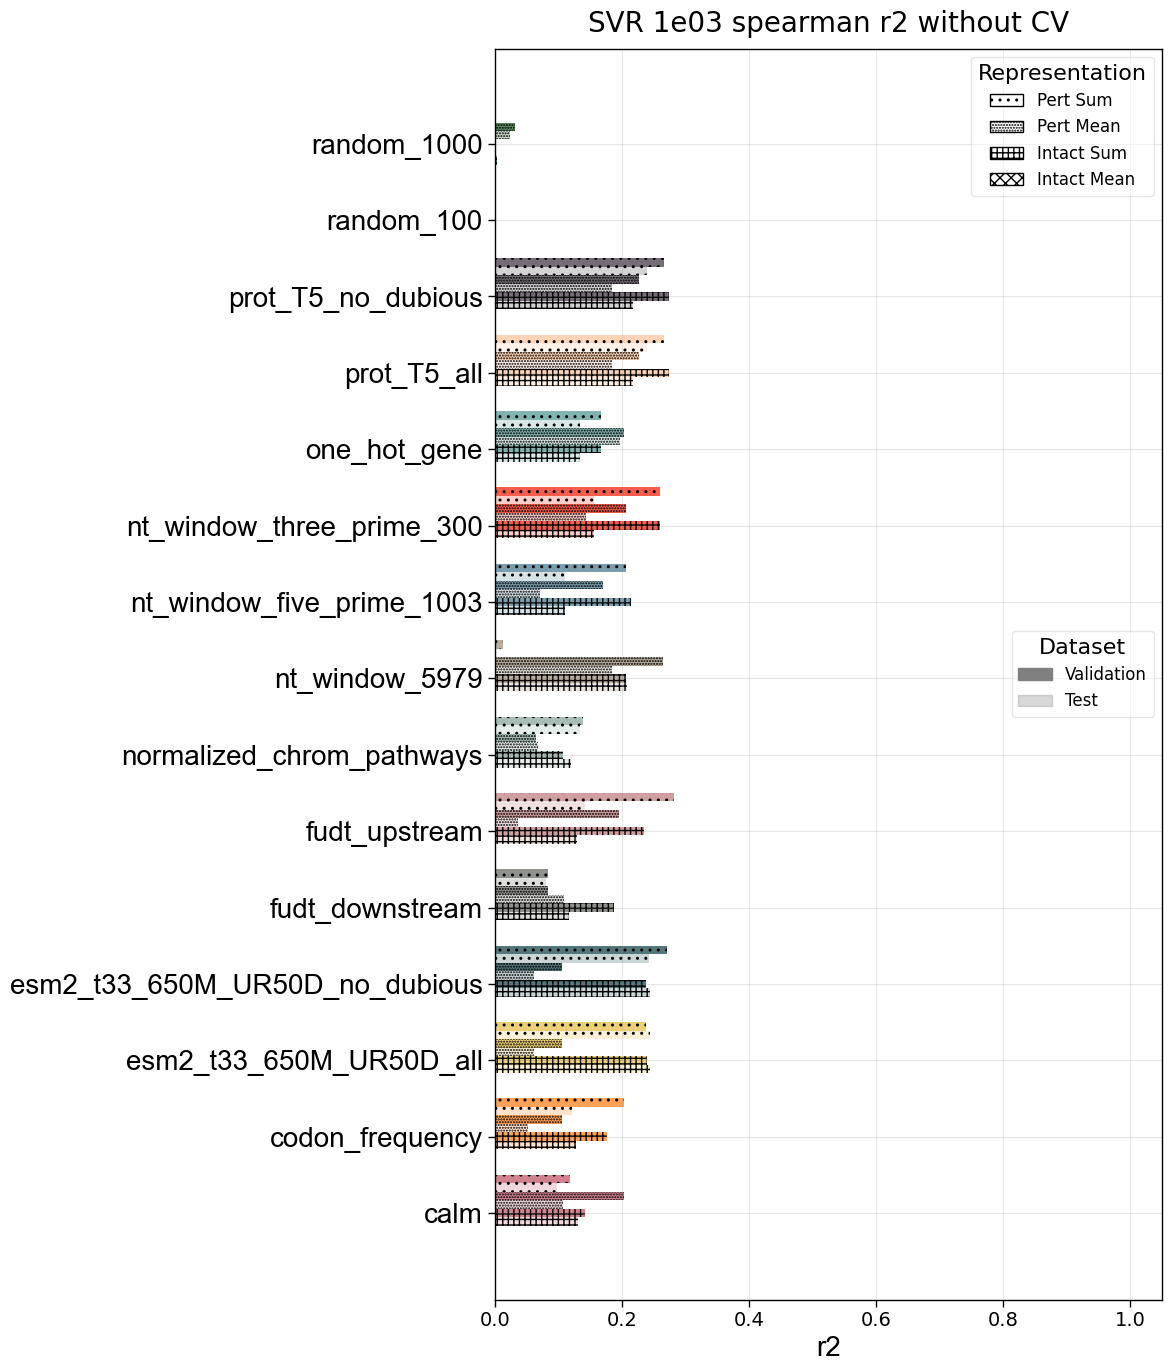 SVR 1e03 spearman r2 without CV
Representation
Pert Sum
Pert Mean
Intact Sum
Intact Mean
random_1000
random_100
prot_T5_no_dubious
prot_T5_all
one_hot_gene
nt_window_three_prime_300
nt_window_five_prime_1003
nt_window_5979
Dataset
Validation
Test
normalized_chrom_pathways
fudt_upstream
fudt_downstream
esm2_t33_650M_UR50D_no_dubious
esm2_t33_650M_UR50D_all
codon_frequency
calm
0.0 0.2 0.4 0.6 0.8 1.0
r2